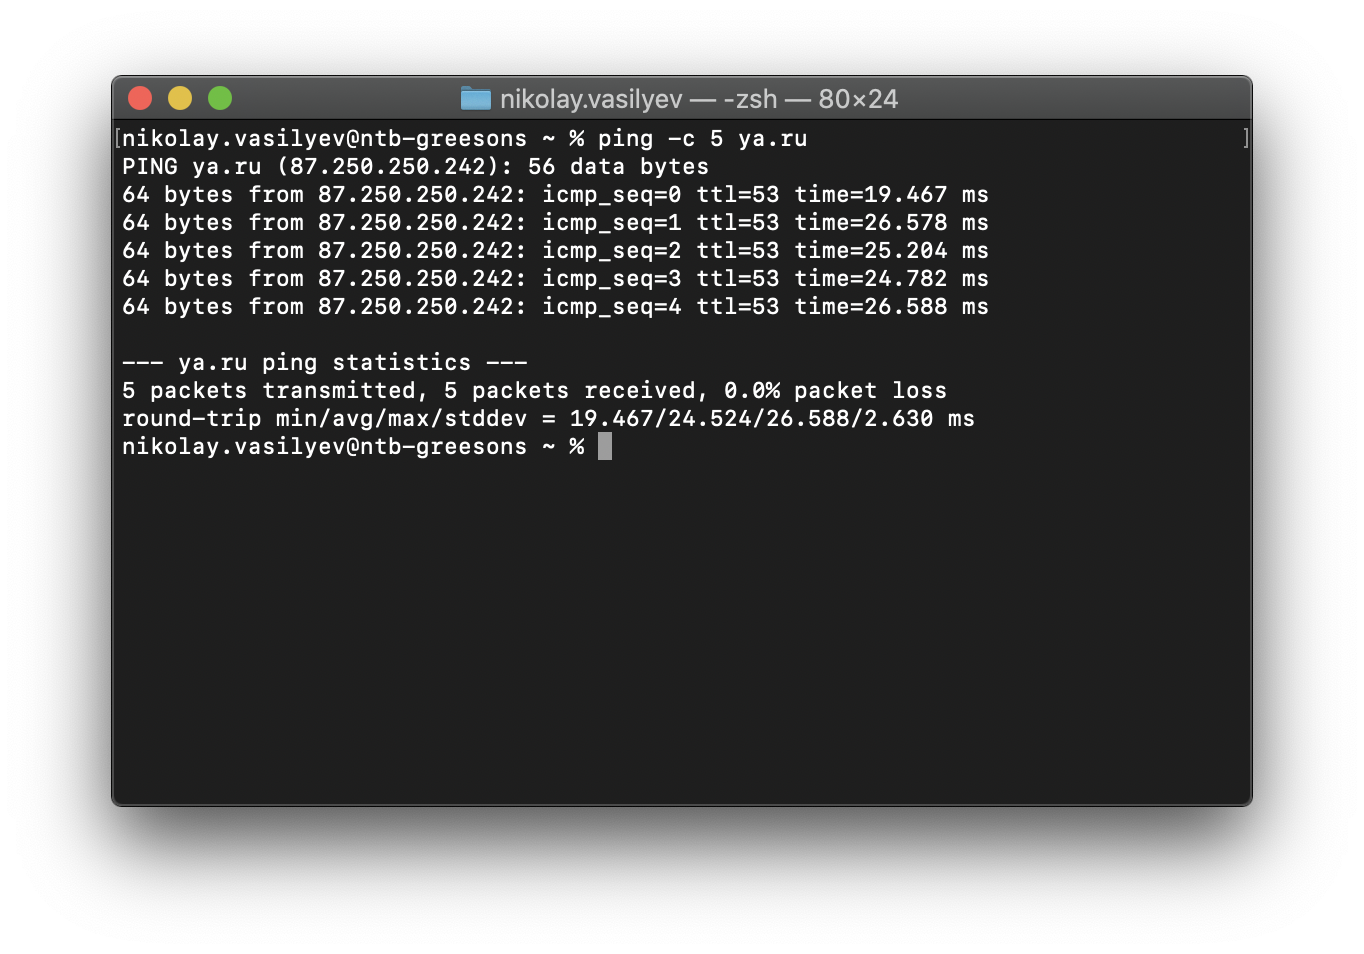 nikolay.vasilyev — -zsh — 80×24
[nikolay.vasilyev@ntb-greesons ~ % ping -c 5 ya.ru ]
PING ya.ru (87.250.250.242): 56 data bytes
64 bytes from 87.250.250.242: icmp_seq=0 ttl=53 time=19.467 ms
64 bytes from 87.250.250.242: icmp_seq=1 ttl=53 time=26.578 ms
64 bytes from 87.250.250.242: icmp_seq=2 ttl=53 time=25.204 ms
64 bytes from 87.250.250.242: icmp_seq=3 ttl=53 time=24.782 ms
64 bytes from 87.250.250.242: icmp_seq=4 ttl=53 time=26.588 ms
--- ya.ru ping statistics ---
5 packets transmitted, 5 packets received, 0.0% packet loss
round-trip min/avg/max/stddev = 19.467/24.524/26.588/2.630 ms
nikolay.vasilyev@ntb-greesons ~ %